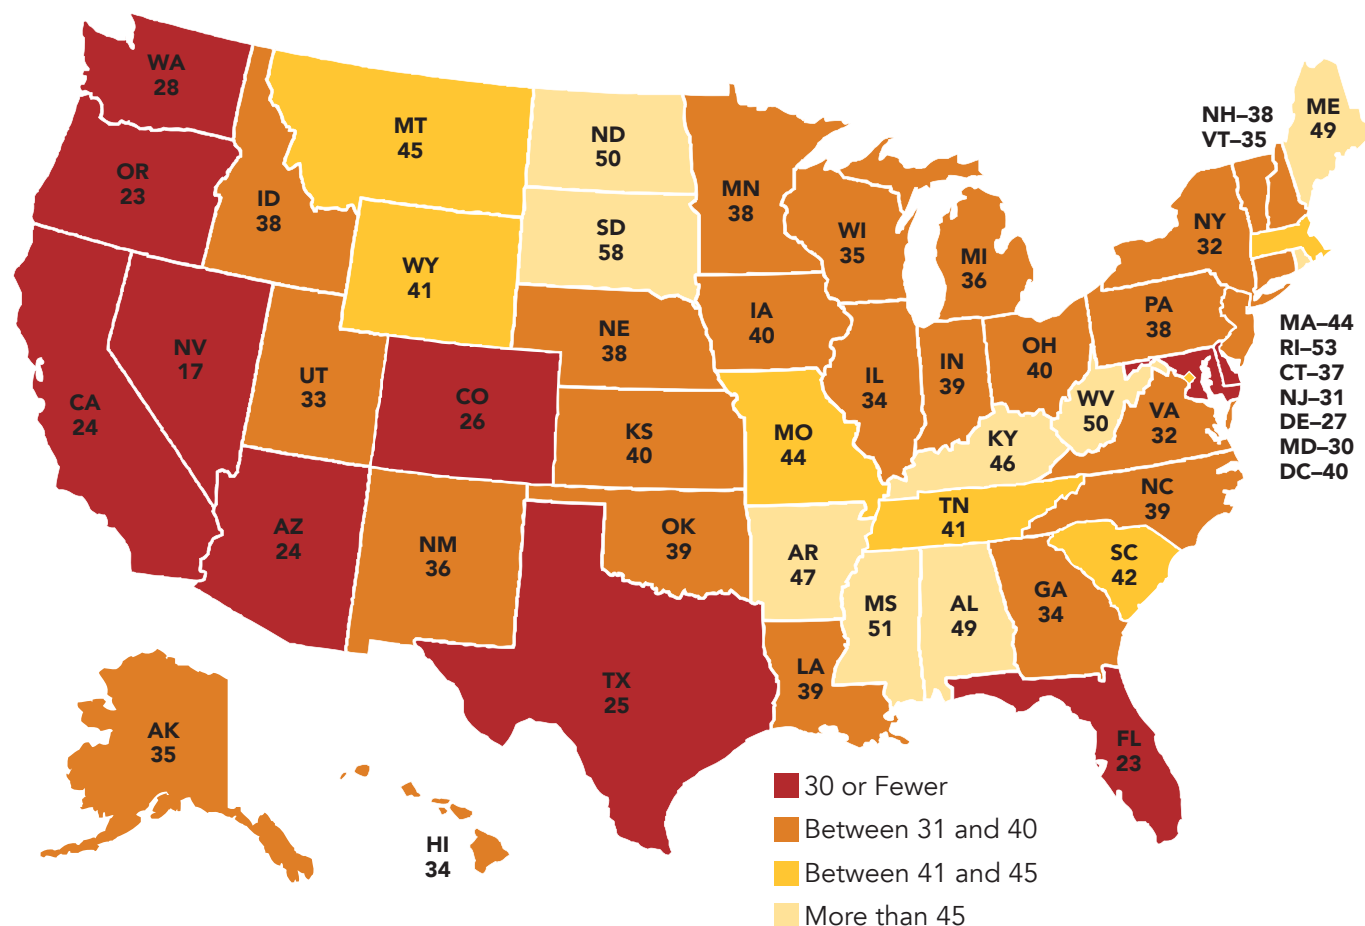 WA
28
OR
23
CA
24
NV
17
ID
38
MT
45
WY
41
UT
33
CO
26
AZ
24
NM
36
ND
50
SD
58
NE
38
KS
40
OK
39
TX
25
MN
38
IA
40
MO
44
AR
47
LA
39
WI
35
IL
34
MI
36
IN
39
OH
40
KY
46
TN
41
MS
51
AL
49
GA
34
FL
23
SC
42
NC
39
VA
32
WV
50
PA
38
NY
32
ME
49
NH–38
VT–35
MA–44
RI–53
CT–37
NJ–31
DE–27
MD–30
DC–40
AK
35
HI
34
30 or Fewer
Between 31 and 40
Between 41 and 45
More than 45